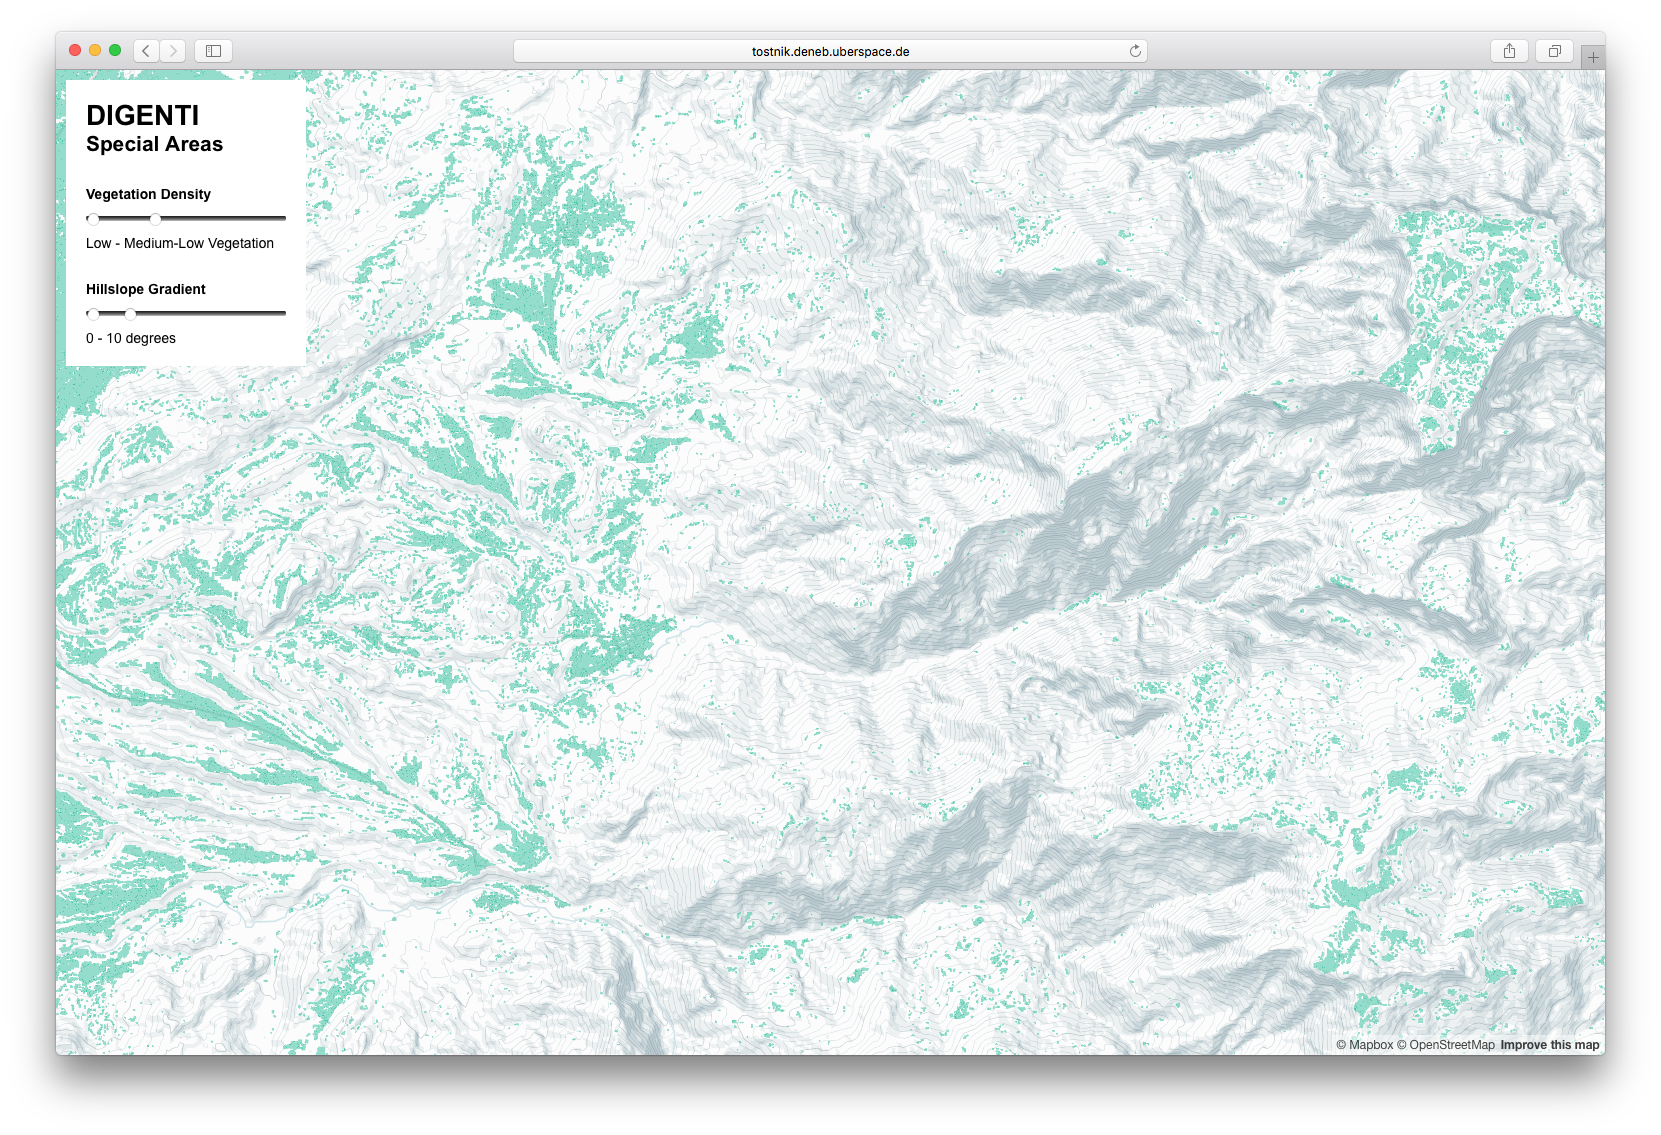 tostnik.deneb.uberspace.de
DIGENTI
Special Areas
Vegetation Density
Low - Medium-Low Vegetation
Hillslope Gradient
0 - 10 degrees
© Mapbox © OpenStreetMap Improve this map